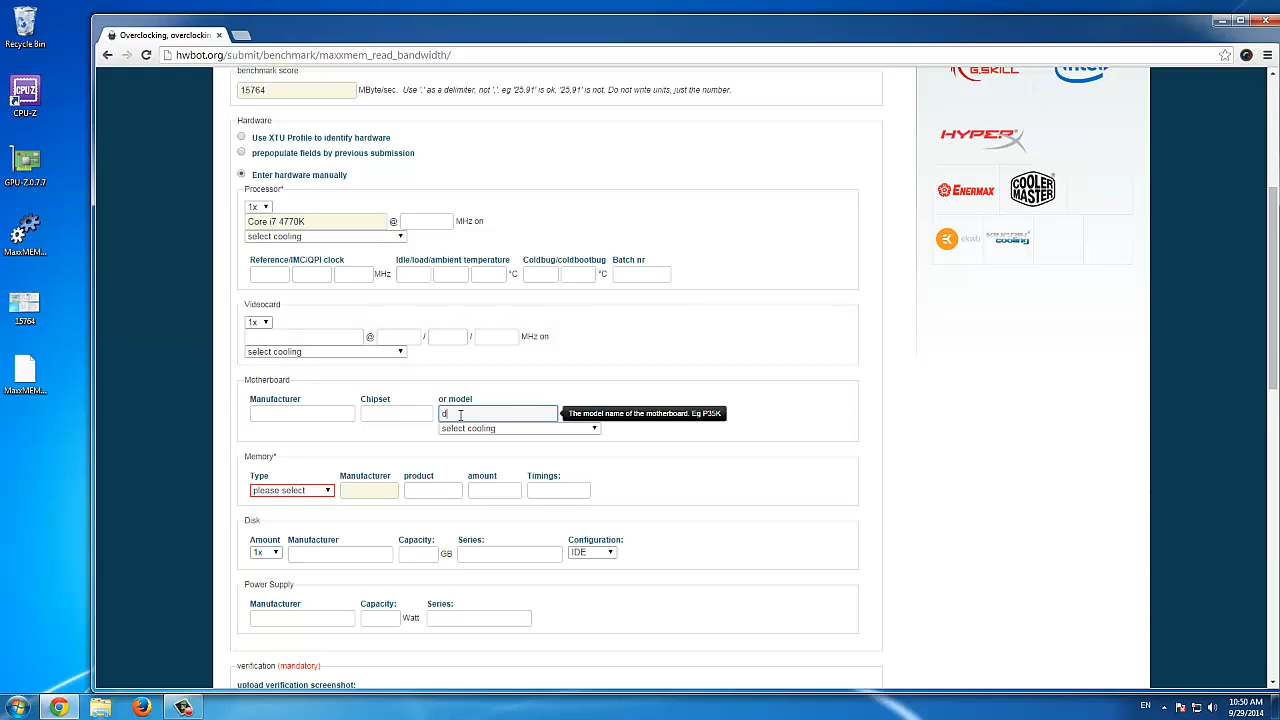 Recycle Bin
CPU-Z
GPU-Z.0.7.7
MaxxMEM...
15764
MaxxMEM...
Overclocking, overclockin
hwbot.org/submit/benchmark/maxxmem_read_bandwidth/
benchmark score
15764 MByte/sec. Use '.' as a delimiter, not ','. eg '25.91' is ok, '25,91' is not. Do not write units, just the number.
Hardware
Use XTU Profile to identify hardware
prepopulate fields by previous submission
Enter hardware manually
Processor*
1x
Core i7 4770K @ MHz on
select cooling
Reference/IMC/QPI clock Idle/load/ambient temperature Coldbug/coldbootbug Batch nr
MHz °C °C
Videocard
1x
@ / / MHz on
select cooling
Motherboard
Manufacturer Chipset or model
d The model name of the motherboard. Eg P35K
select cooling
Memory*
Type Manufacturer product amount Timings:
please select
Disk
Amount Manufacturer Capacity: Series: Configuration:
1x GB IDE
Power Supply
Manufacturer Capacity: Series:
Watt
verification (mandatory)
upload verification screenshot:
G.SKILL intel
HYPERX
ENERMAX COOLER MASTER
ekwb KINGPIN cooling
EN 10:50 AM
9/29/2014